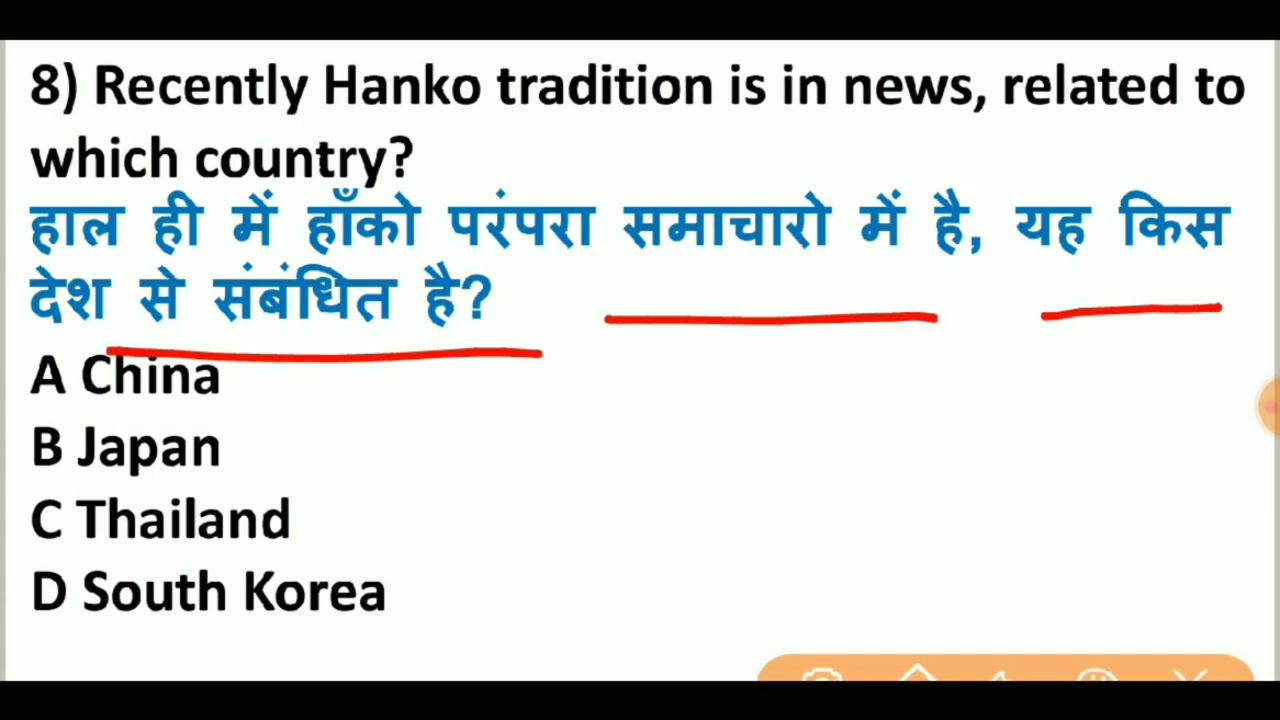 8) Recently Hanko tradition is in news, related to
which country?
हाल ही में हाँको परंपरा समाचारो में है, यह किस
देश से संबंधित है?
A China
B Japan
C Thailand
D South Korea